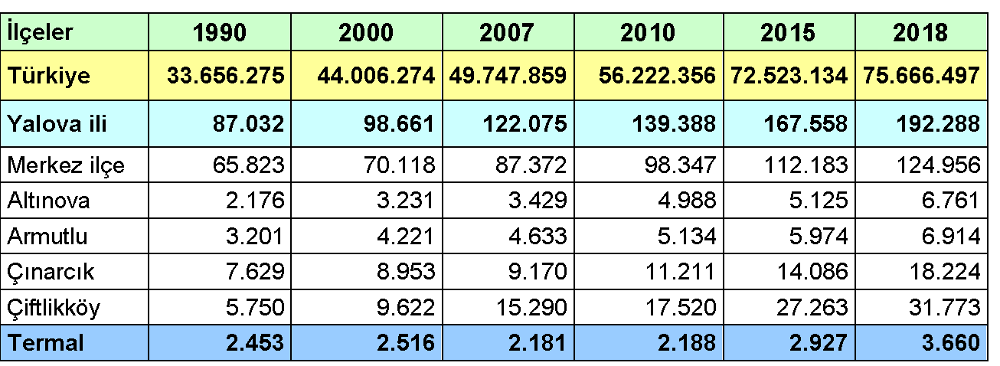 İlçeler 1990 2000 2007 2010 2015 2018
Türkiye 33.656.275 44.006.274 49.747.859 56.222.356 72.523.134 75.666.497
Yalova ili 87.032 98.661 122.075 139.388 167.558 192.288
Merkez ilçe 65.823 70.118 87.372 98.347 112.183 124.956
Altınova 2.176 3.231 3.429 4.988 5.125 6.761
Armutlu 3.201 4.221 4.633 5.134 5.974 6.914
Çınarcık 7.629 8.953 9.170 11.211 14.086 18.224
Çiftlikköy 5.750 9.622 15.290 17.520 27.263 31.773
Termal 2.453 2.516 2.181 2.188 2.927 3.660